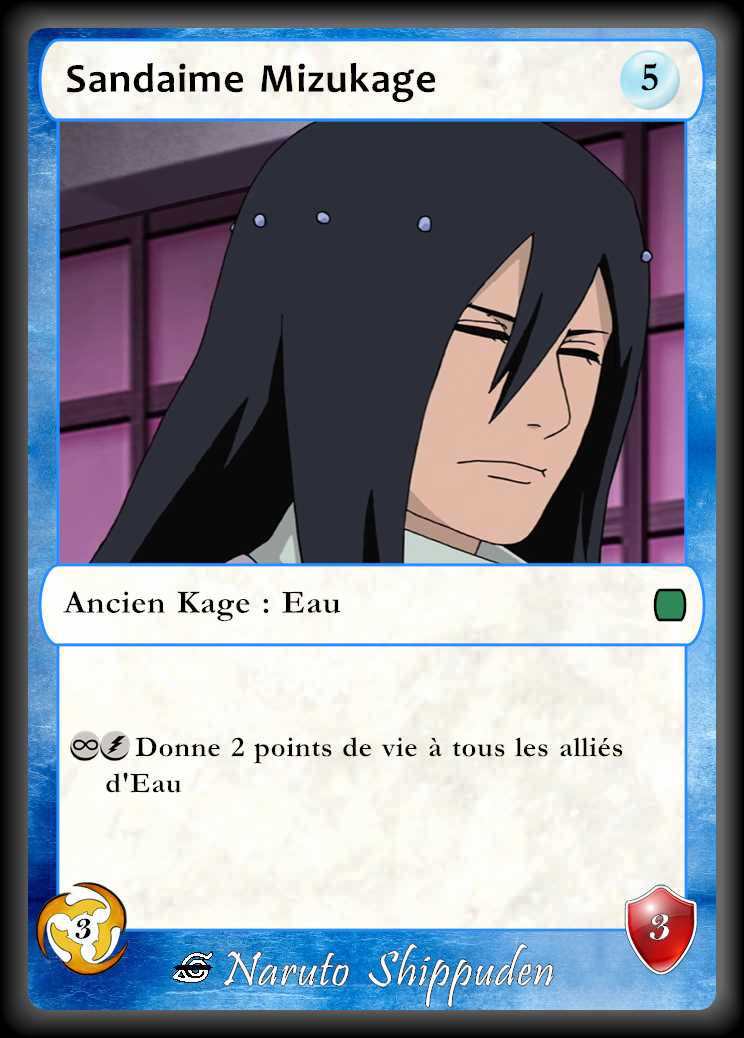 Sandaime Mizukage
5
Ancien Kage : Eau
Donne 2 points de vie à tous les alliés
d'Eau
3
3
Naruto Shippuden